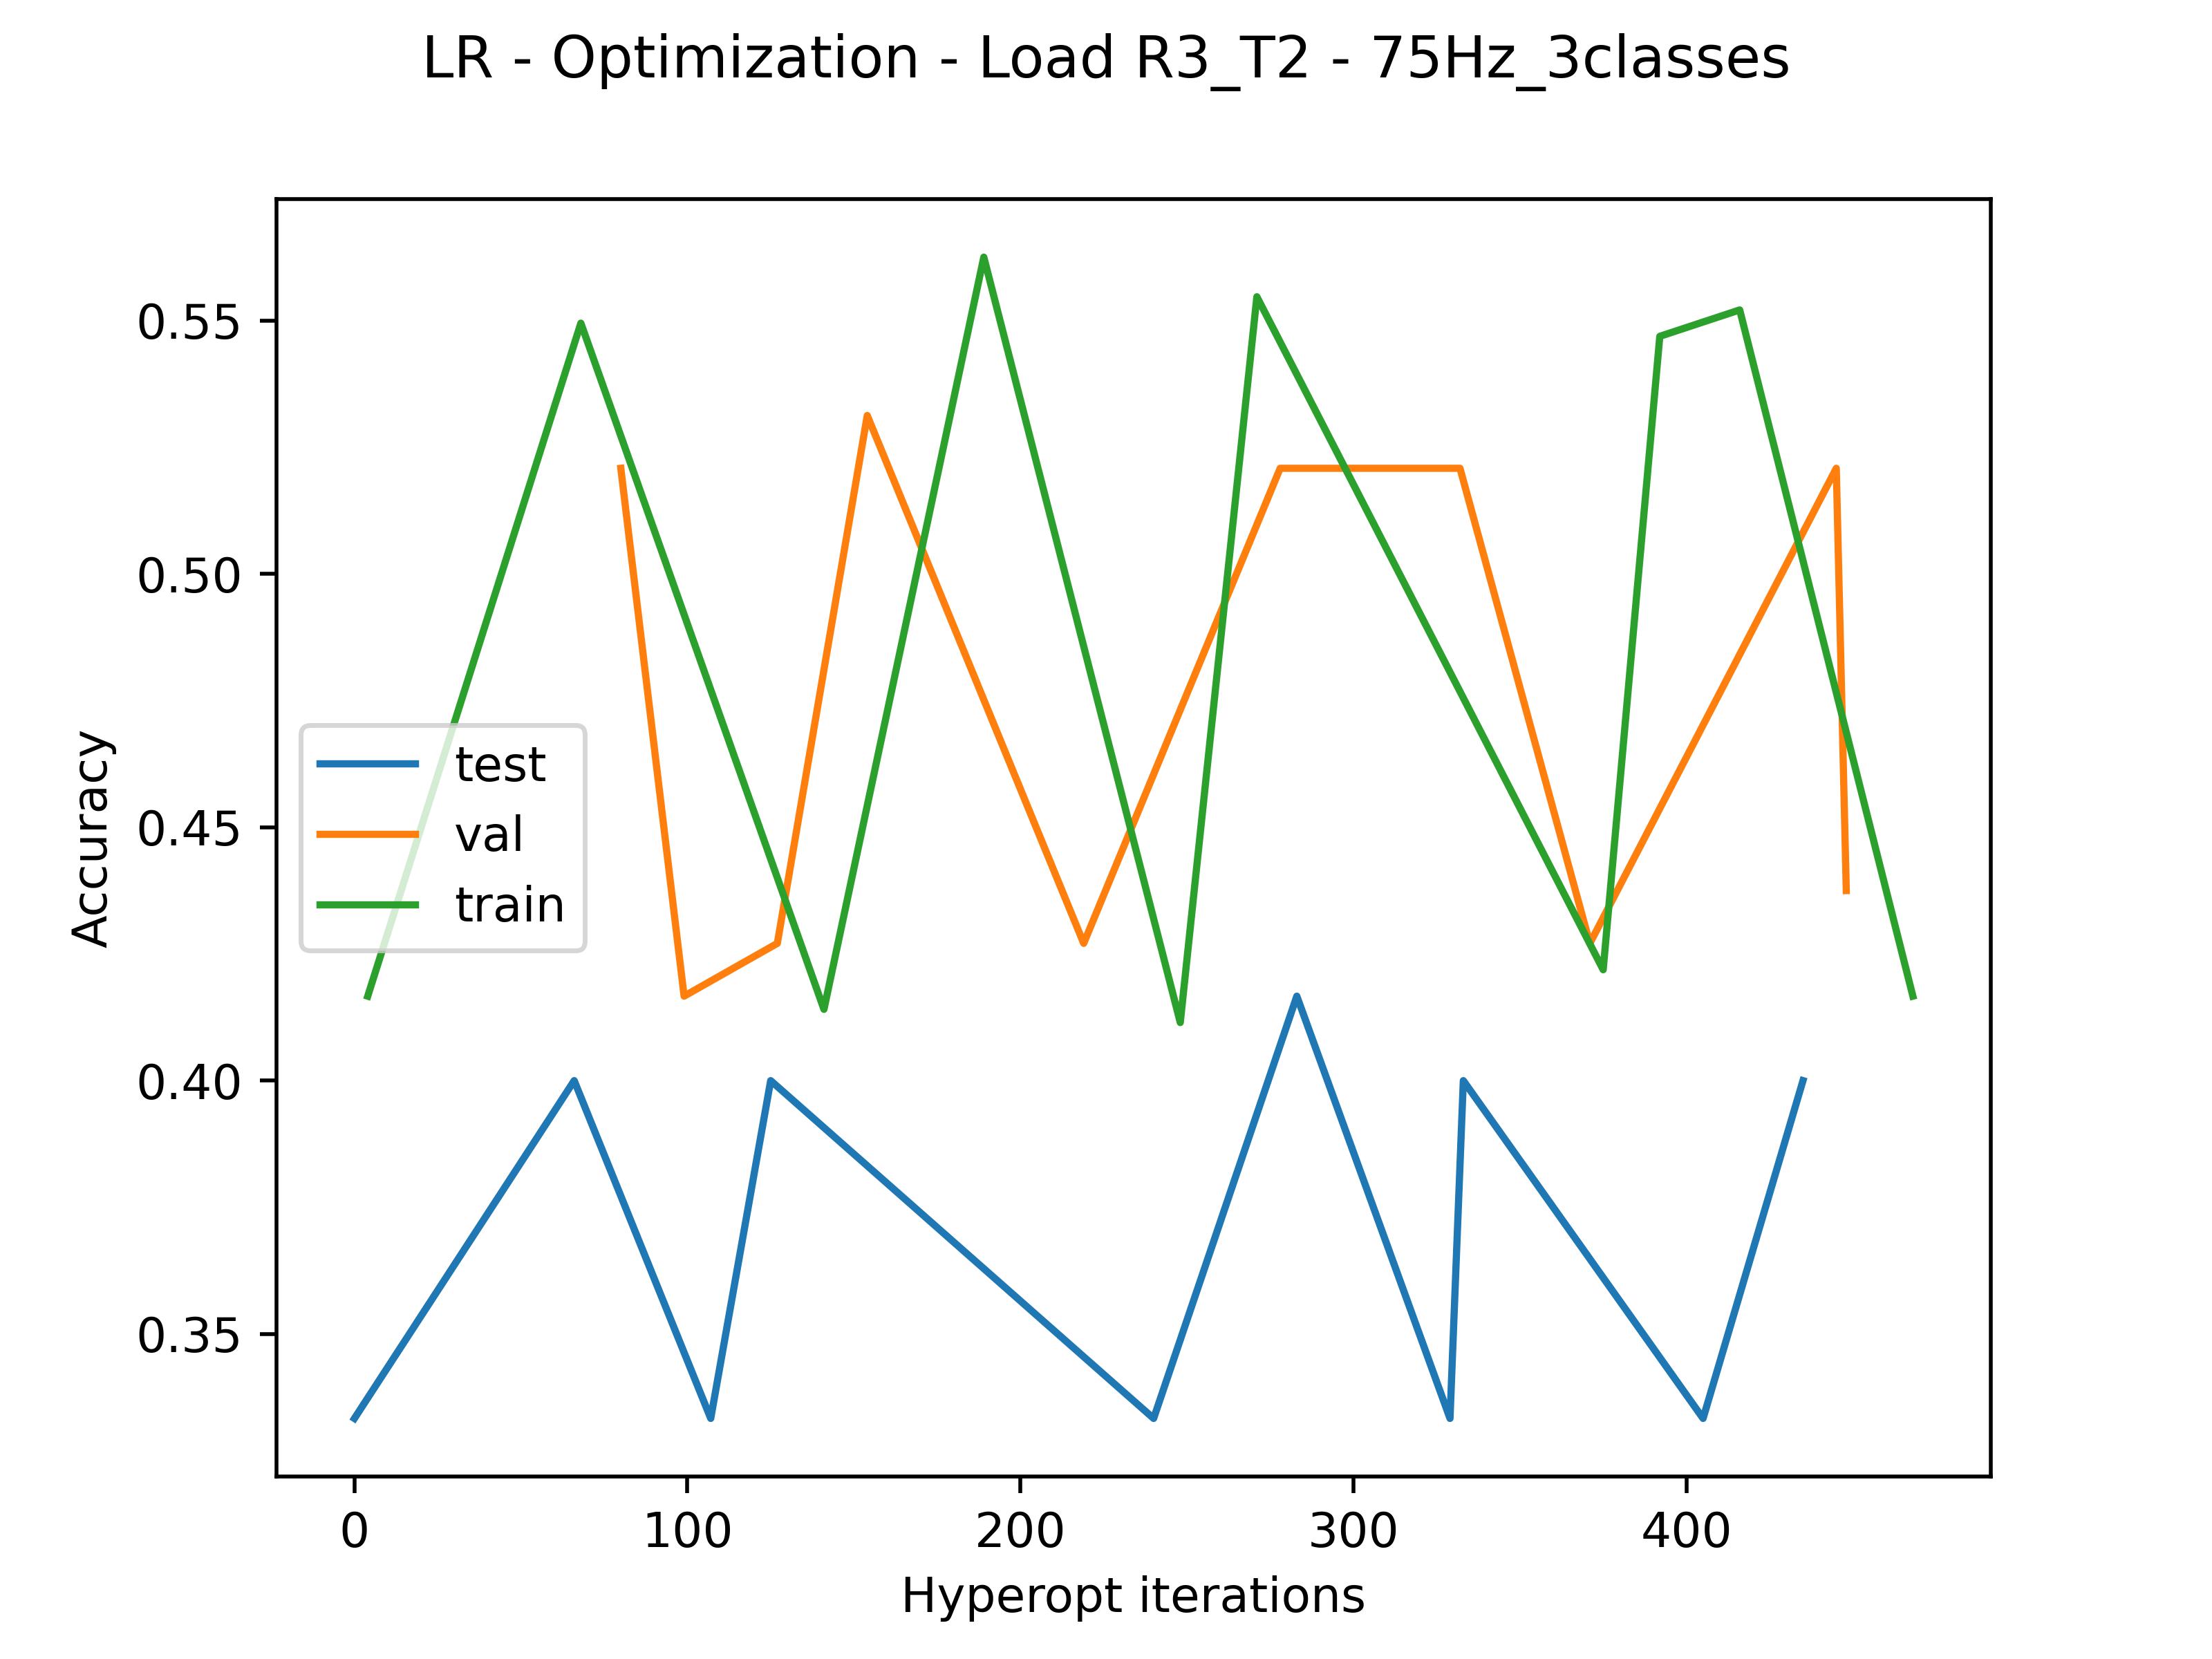 LR - Optimization - Load R3_T2 - 75Hz_3classes
0.55
0.50
0.45
0.40
0.35
Accuracy
test
val
train
0 100 200 300 400
Hyperopt iterations